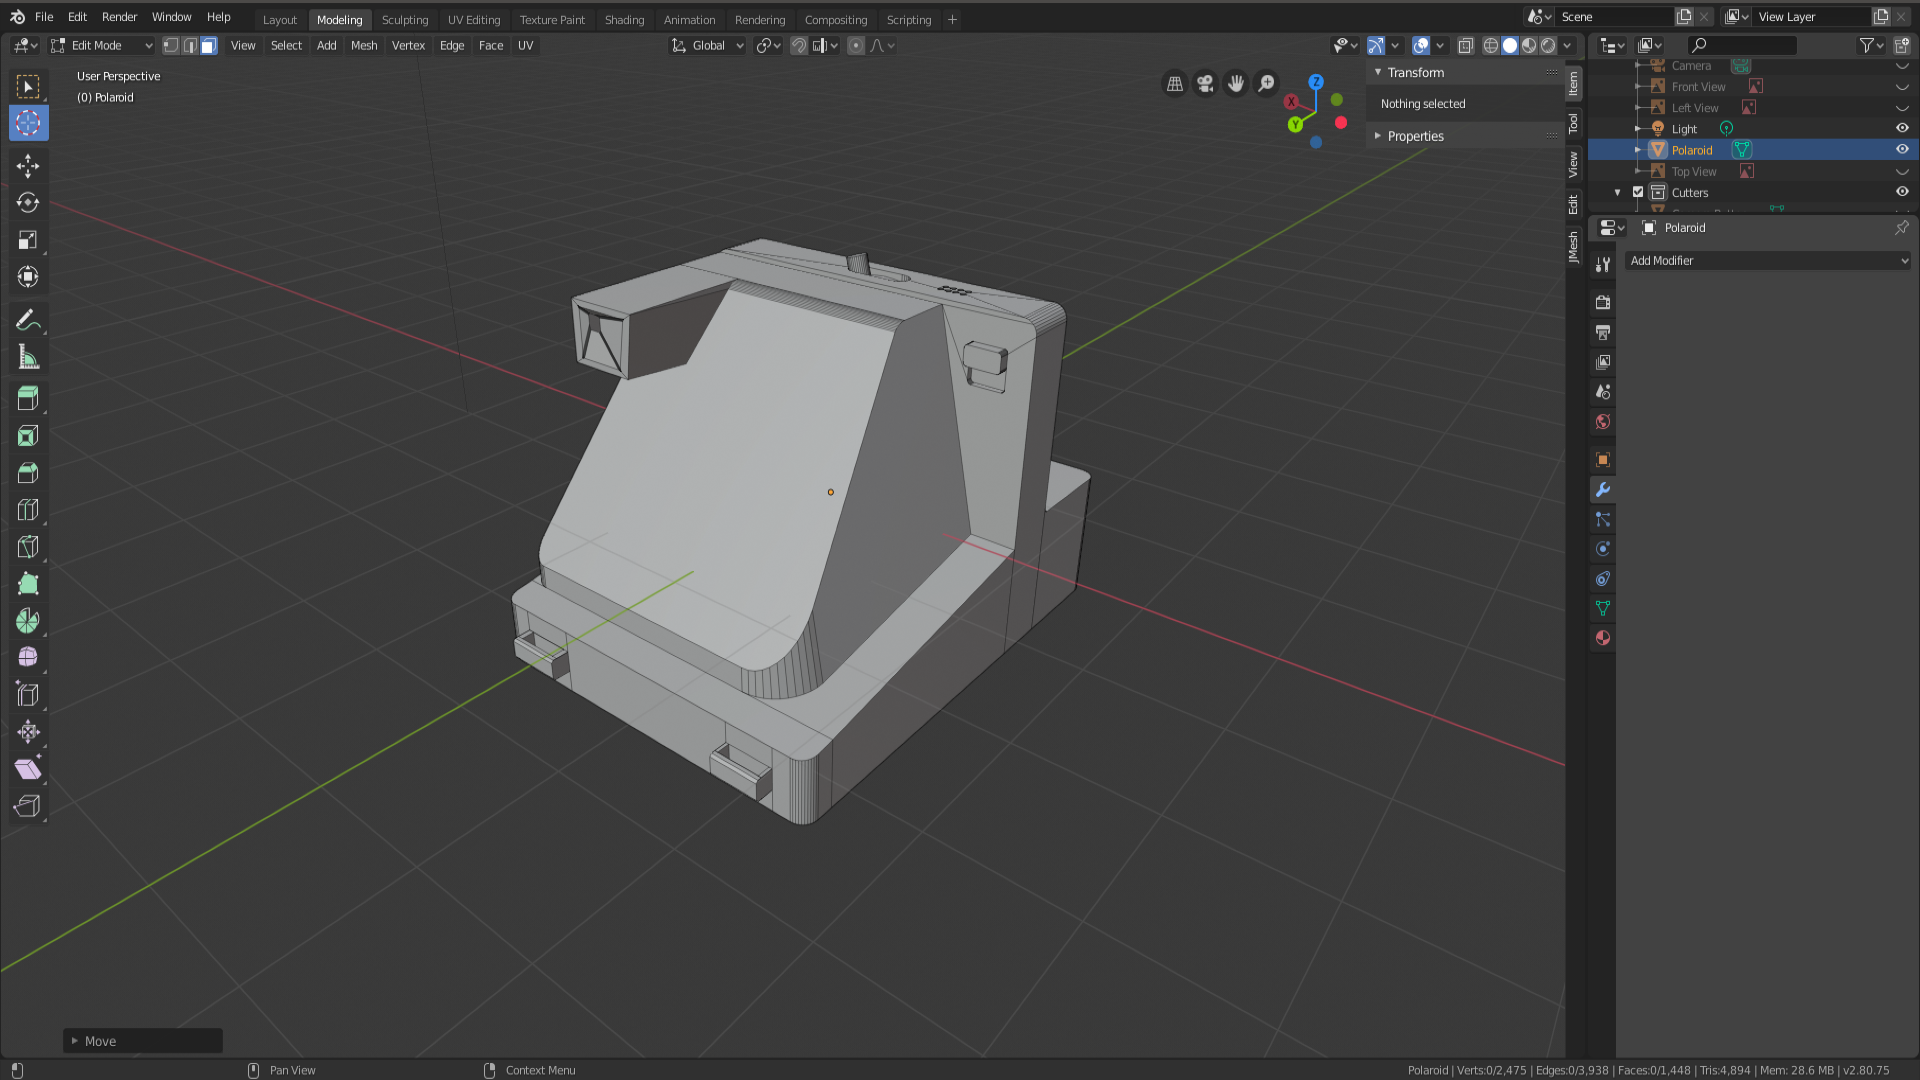 File Edit Render Window Help Layout Modeling Sculpting UV Editing Texture Paint Shading Animation Rendering Compositing Scripting + Scene View Layer
Edit Mode View Select Add Mesh Vertex Edge Face UV Global
User Perspective
(0) Polaroid
Z
X
Y
Transform
Nothing selected
Properties
Item
Tool
View
Edit
JMesh
Camera
Front View
Left View
Light
Polaroid
Top View
Cutters
Polaroid
Add Modifier
Move
Pan View Context Menu Polaroid | Verts:0/2,475 | Edges:0/3,938 | Faces:0/1,448 | Tris:4,894 | Mem: 28.6 MB | v2.80.75